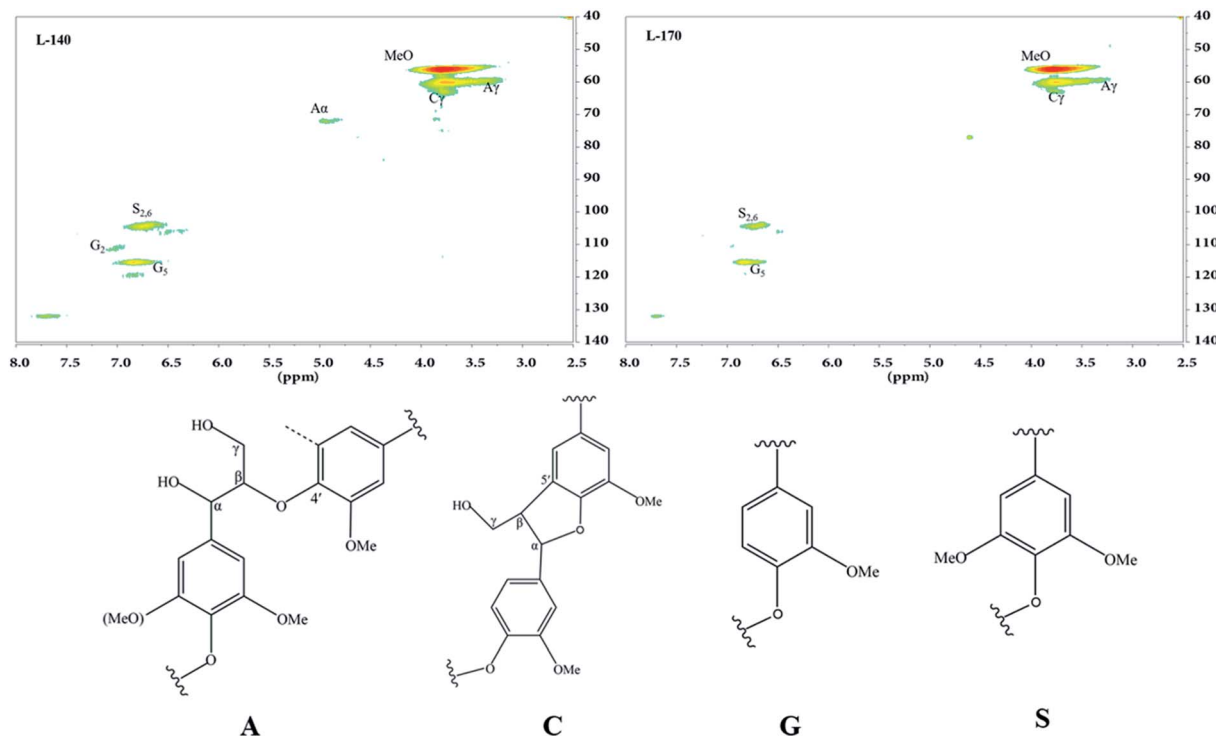 L-140
MeO
Cγ
Aγ
Aα
S2,6
G2
G5
40
50
60
70
80
90
100
110
120
130
140
8.0 7.5 7.0 6.5 6.0 5.5 5.0 4.5 4.0 3.5 3.0 2.5
(ppm)
L-170
MeO
Cγ
Aγ
S2,6
G5
40
50
60
70
80
90
100
110
120
130
140
8.0 7.5 7.0 6.5 6.0 5.5 5.0 4.5 4.0 3.5 3.0 2.5
(ppm)
HO
γ
β
HO
α
O
4'
OMe
(MeO)
OMe
O
A
5'
OMe
HO
γ
β
O
α
O
OMe
C
OMe
O
G
MeO
OMe
O
S